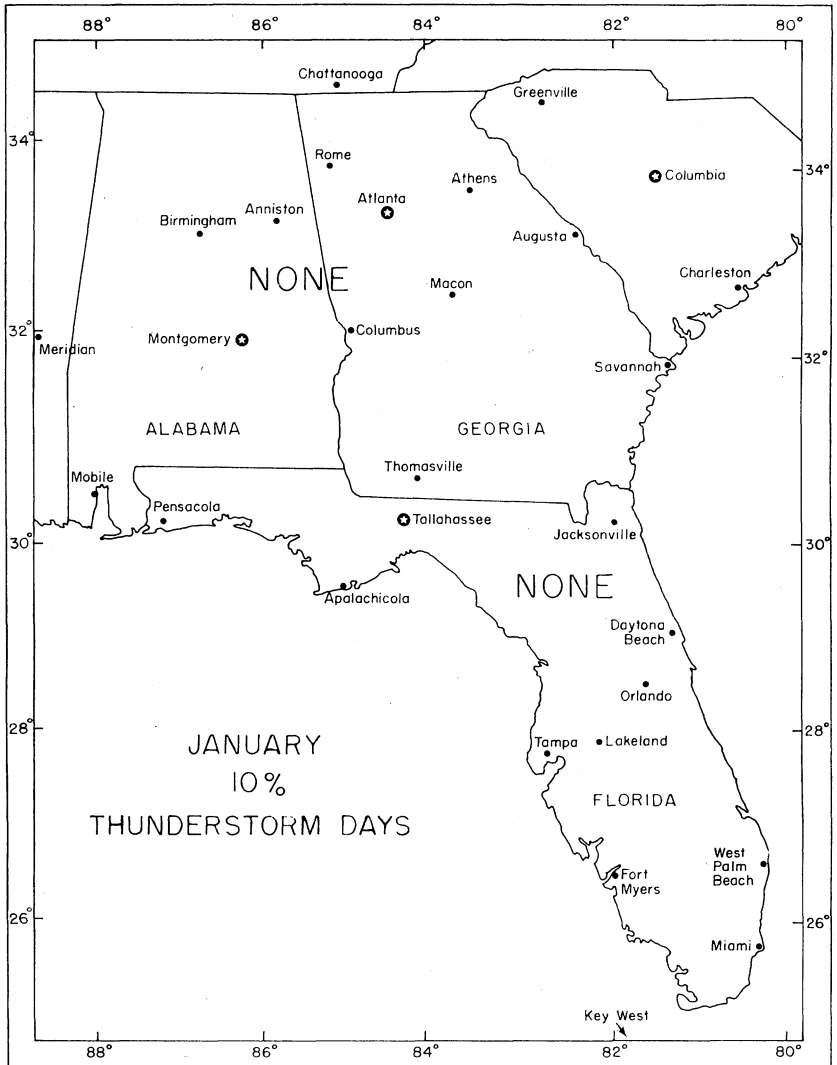 88° 86° 84° 82° 80°
Chattanooga
Greenville
34°
Rome
34°
Athens
Columbia
Atlanta
Anniston
Birmingham
Augusta
NONE
Charleston
Macon
32°
Columbus
Montgomery
Meridian
32°
Savannah
ALABAMA
GEORGIA
Thomasville
Mobile
Pensacola
Tallahassee
Jacksonville
30°
30°
NONE
Apalachicola
Daytona
Beach
Orlando
28°
28°
JANUARY
Tampa
Lakeland
10%
FLORIDA
THUNDERSTORM DAYS
West
Palm
Beach
Fort
Myers
26°
26°
Miami
Key West
88° 86° 84° 82° 80°